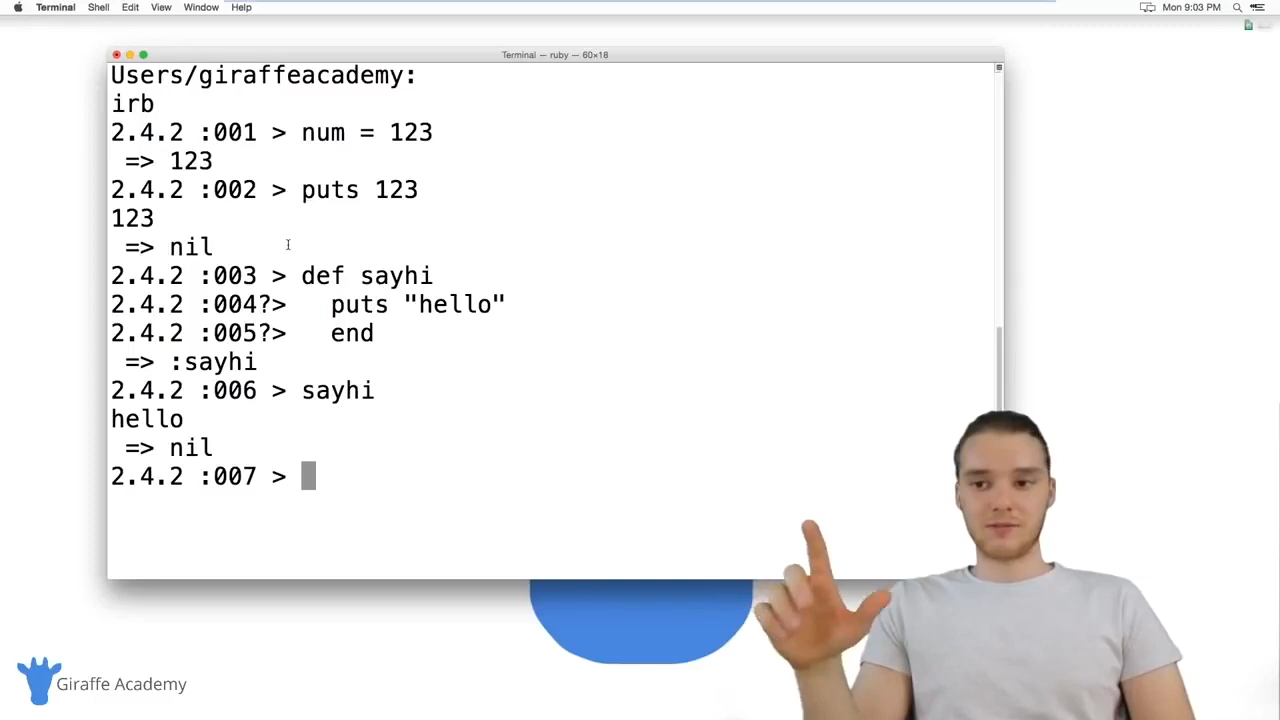 Terminal Shell Edit View Window Help Mon 9:03 PM
Terminal — ruby — 60×18
Users/giraffeacademy:
irb
2.4.2 :001 > num = 123
=> 123
2.4.2 :002 > puts 123
123
=> nil
2.4.2 :003 > def sayhi
2.4.2 :004?> puts "hello"
2.4.2 :005?> end
=> :sayhi
2.4.2 :006 > sayhi
hello
=> nil
2.4.2 :007 >
Giraffe Academy